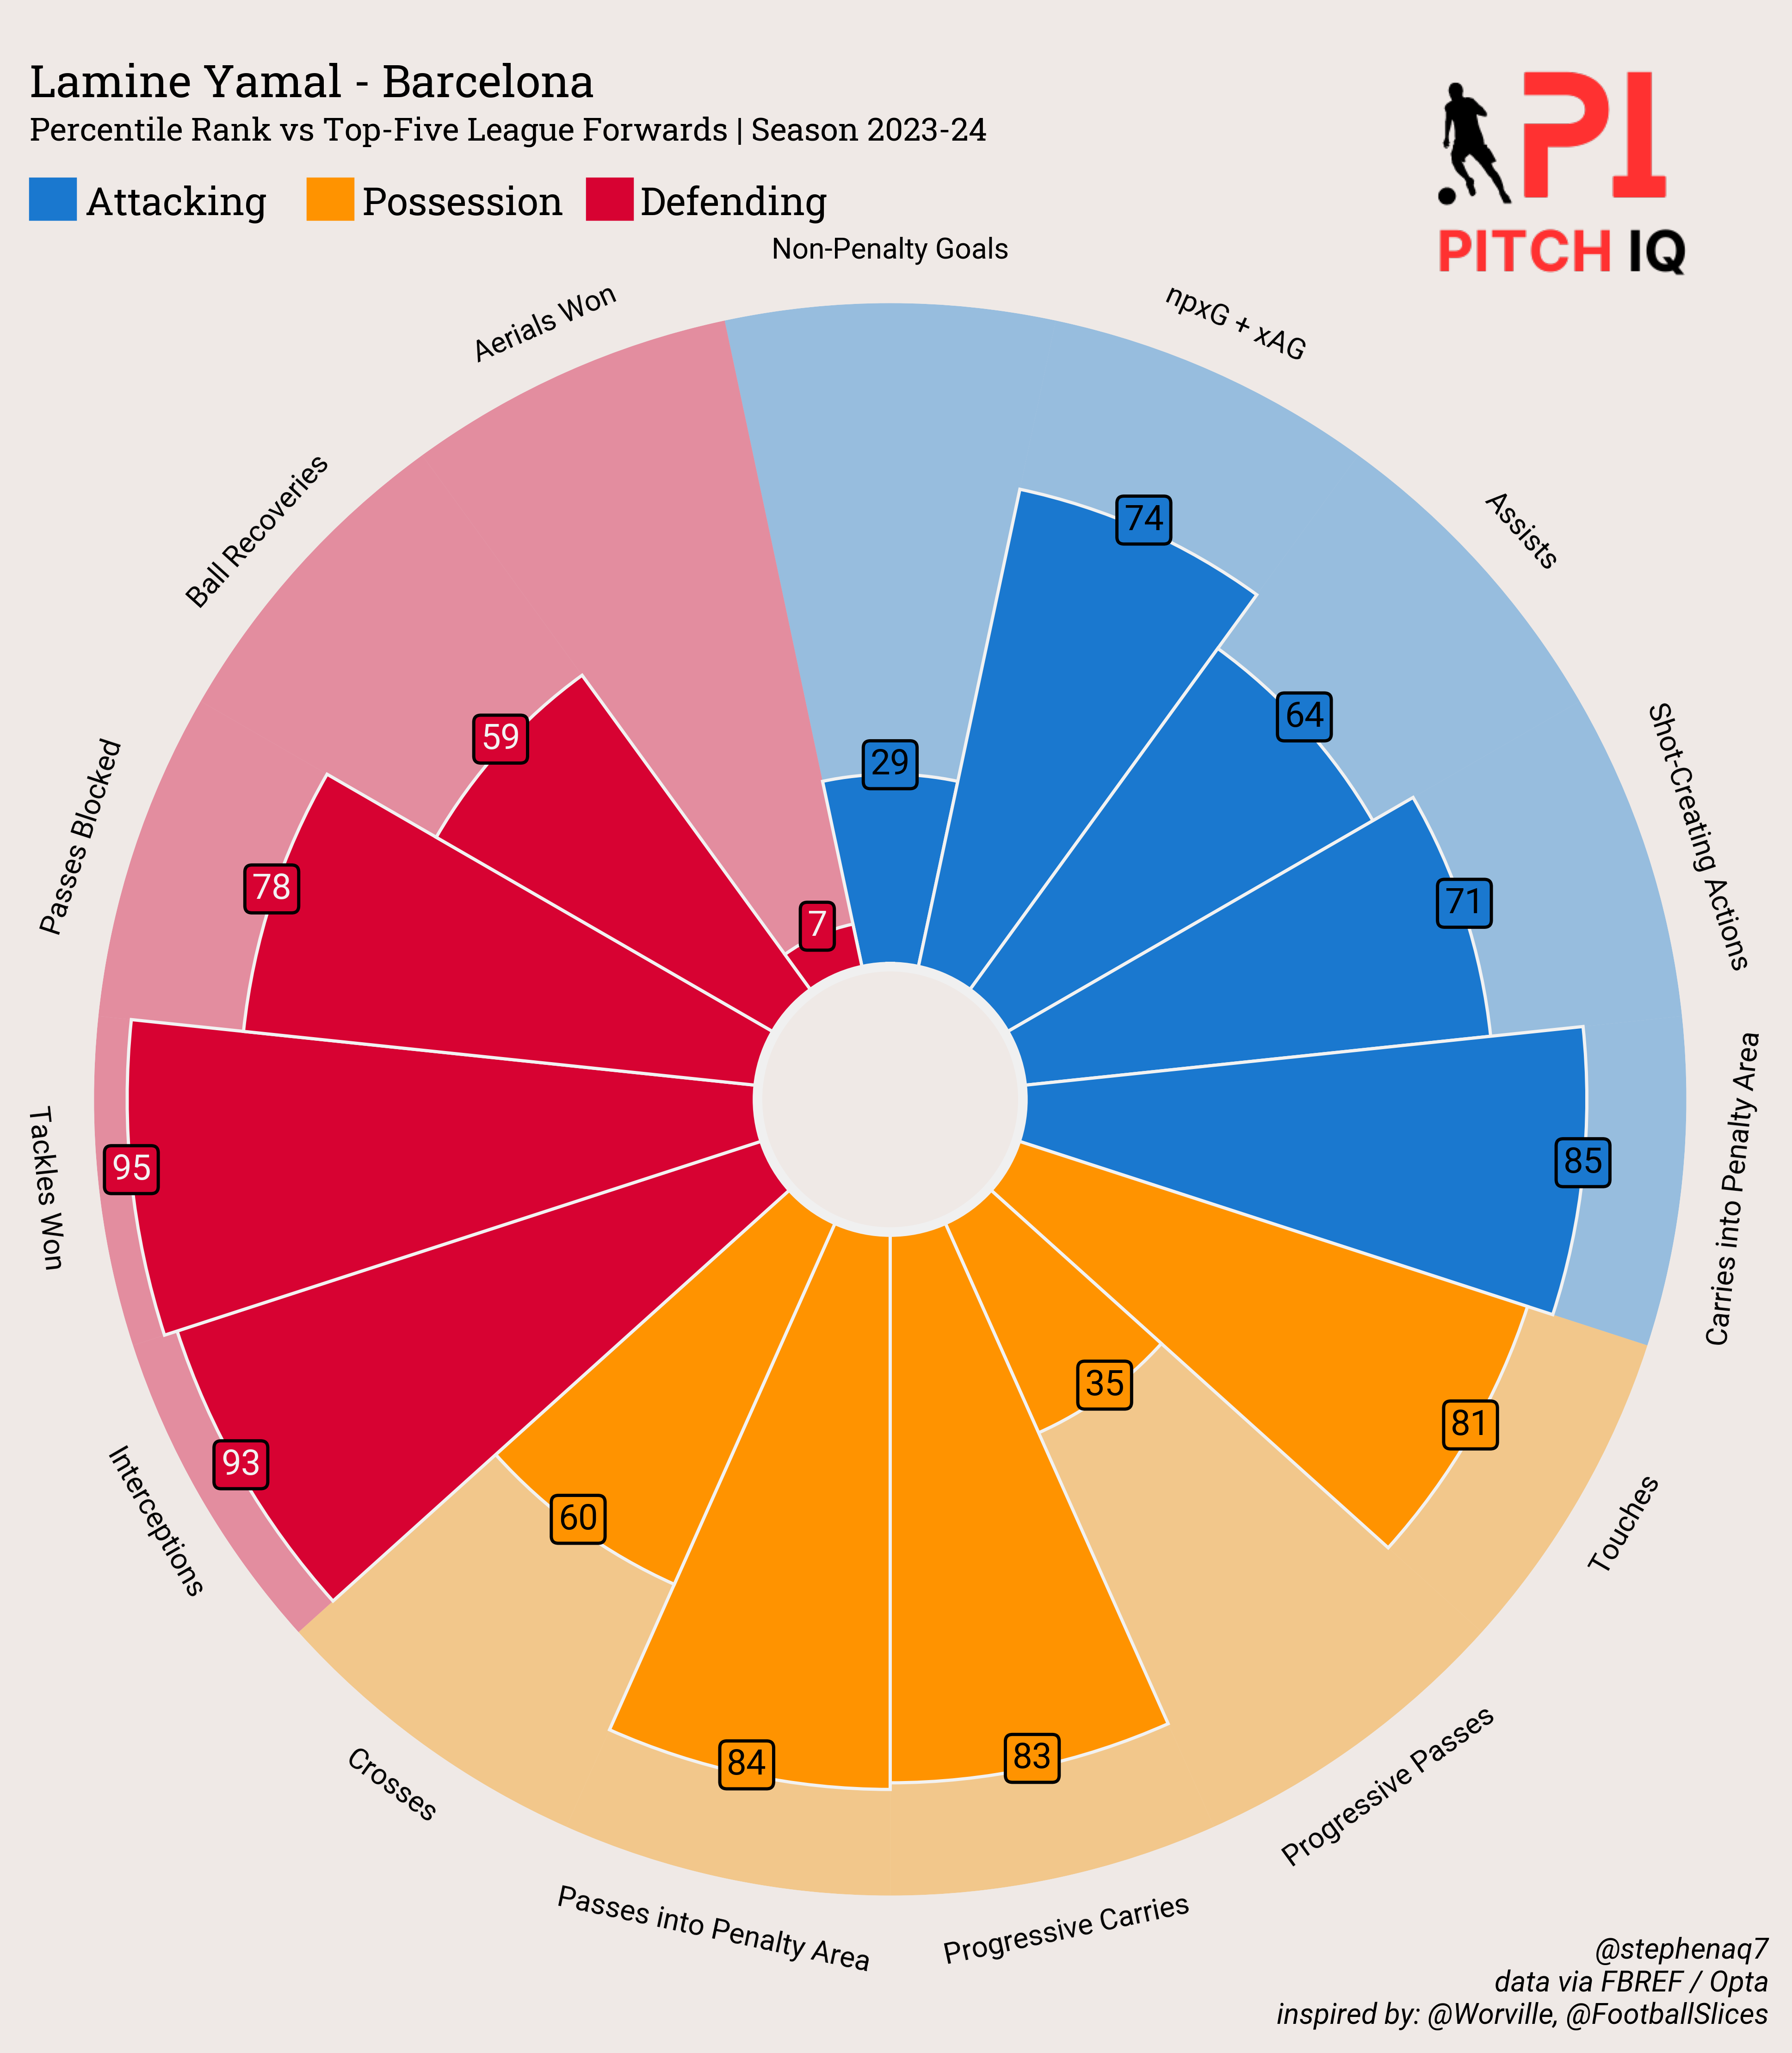 Lamine Yamal - Barcelona
Percentile Rank vs Top-Five League Forwards | Season 2023-24
Attacking Possession Defending
PI
PITCH IQ
Non-Penalty Goals
npxG + xAG
Assists
Shot-Creating Actions
Carries into Penalty Area
Touches
Progressive Passes
Progressive Carries
Passes into Penalty Area
Crosses
Interceptions
Tackles Won
Passes Blocked
Ball Recoveries
Aerials Won
29
74
64
71
85
81
35
83
84
60
93
95
78
59
7
@stephenaq7
data via FBREF / Opta
inspired by: @Worville, @FootballSlices